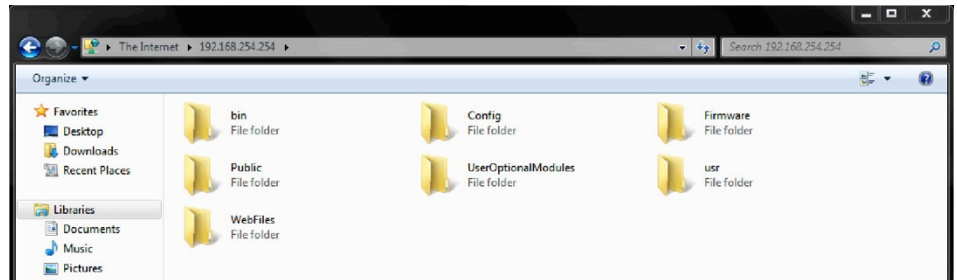 The Internet ▸ 192.168.254.254 ▸
Search 192.168.254.254
Organize
Favorites
Desktop
Downloads
Recent Places
Libraries
Documents
Music
Pictures
bin
File folder
Config
File folder
Firmware
File folder
Public
File folder
UserOptionalModules
File folder
usr
File folder
WebFiles
File folder